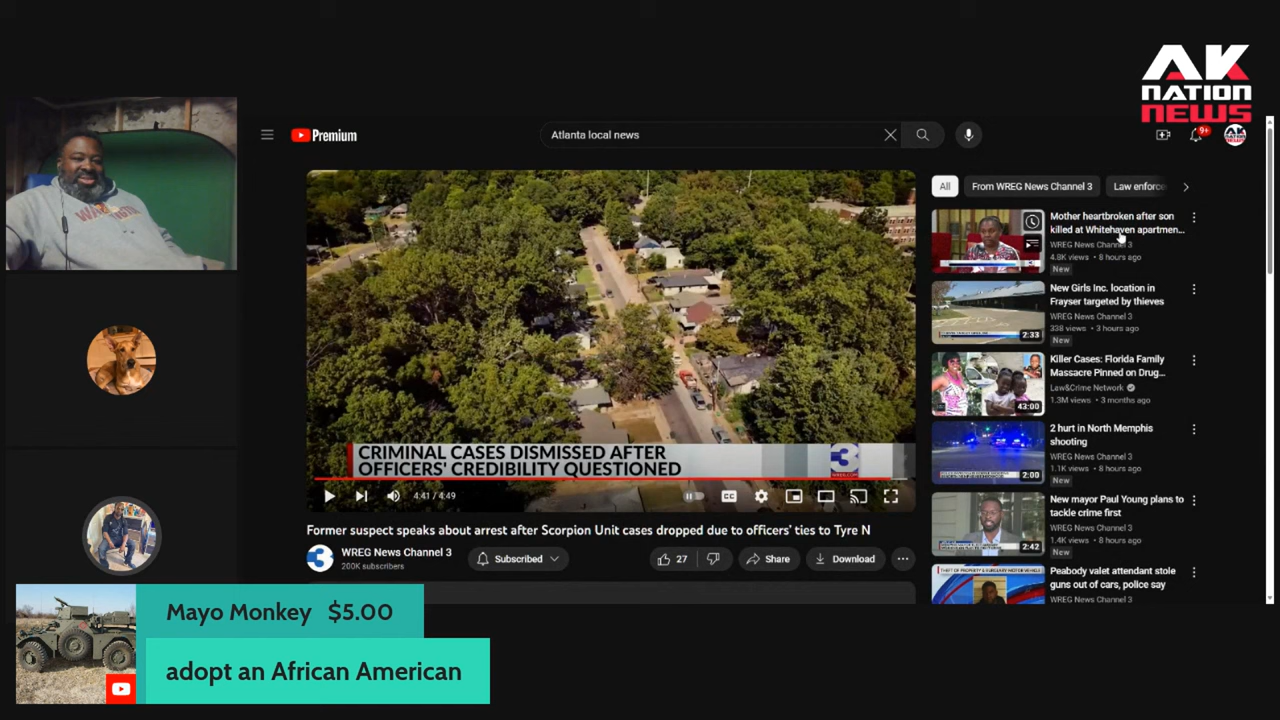 AK
NATION
NEWS
Premium
Atlanta local news
9+
AK
NATION
NEWS
All
From WREG News Channel 3
Law enforce
Mother heartbroken after son
killed at Whitehaven apartmen...
WREG News Channel 3
4.8K views • 8 hours ago
New
New Girls Inc. location in
Frayser targeted by thieves
WREG News Channel 3
338 views • 3 hours ago
New
2:33
Killer Cases: Florida Family
Massacre Pinned on Drug...
Law&Crime Network
1.3M views • 3 months ago
43:00
2 hurt in North Memphis
shooting
WREG News Channel 3
1.1K views • 8 hours ago
New
2:00
New mayor Paul Young plans to
tackle crime first
WREG News Channel 3
1.4K views • 8 hours ago
New
2:42
Peabody valet attendant stole
guns out of cars, police say
WREG News Channel 3
CRIMINAL CASES DISMISSED AFTER
OFFICERS' CREDIBILITY QUESTIONED
3
4:41 / 4:49
CC
Former suspect speaks about arrest after Scorpion Unit cases dropped due to officers' ties to Tyre N
3
WREG News Channel 3
200K subscribers
Subscribed
27
Share
Download
Mayo Monkey $5.00
adopt an African American